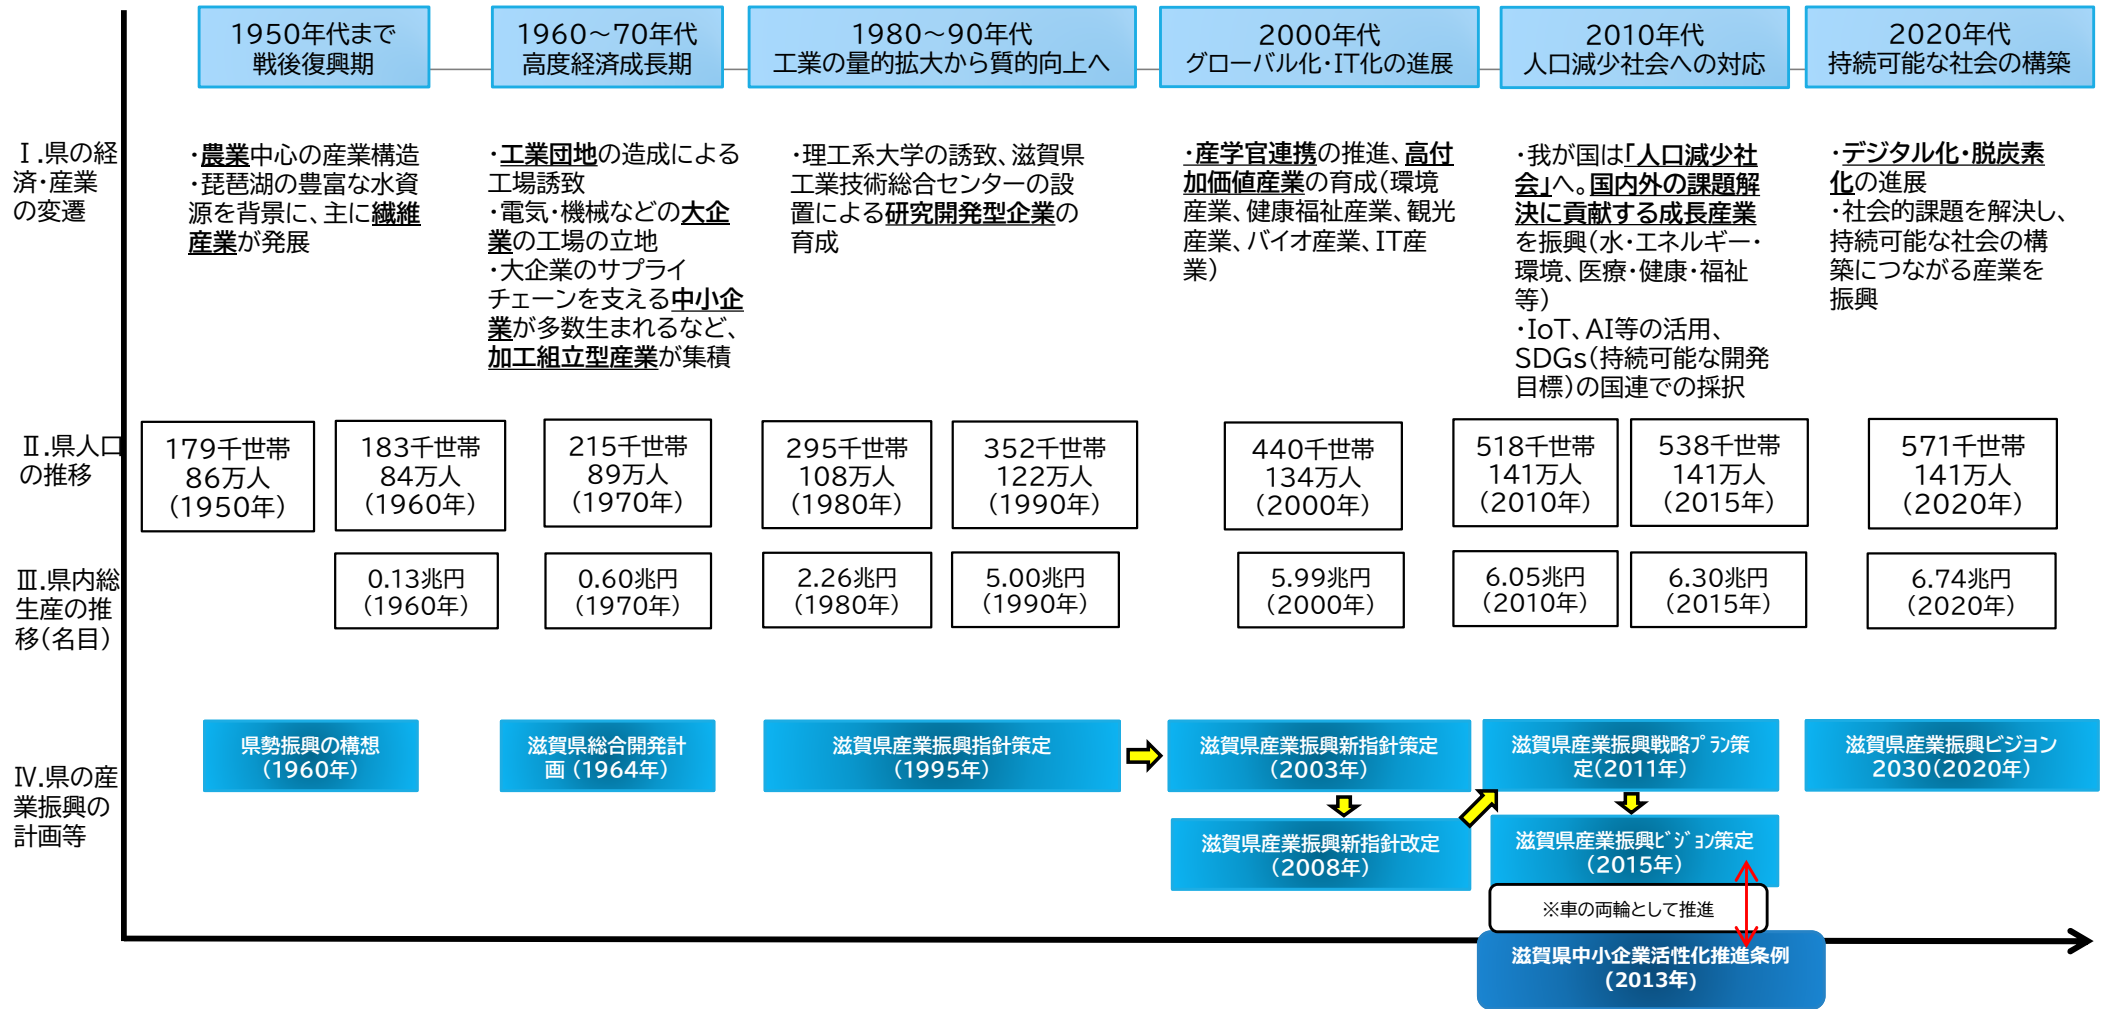 1950年代まで
戦後復興期
1960～70年代
高度経済成長期
1980～90年代
工業の量的拡大から質的向上へ
2000年代
グローバル化・IT化の進展
2010年代
人口減少社会への対応
2020年代
持続可能な社会の構築
Ⅰ.県の経
済・産業
の変遷
・農業中心の産業構造
・琵琶湖の豊富な水資
源を背景に、主に繊維
産業が発展
・工業団地の造成による
工場誘致
・電気・機械などの大企
業の工場の立地
・大企業のサプライ
チェーンを支える中小企
業が多数生まれるなど、
加工組立型産業が集積
・理工系大学の誘致、滋賀県
工業技術総合センターの設
置による研究開発型企業の
育成
・産学官連携の推進、高付
加価値産業の育成（環境
産業、健康福祉産業、観光
産業、バイオ産業、IT産
業）
・我が国は「人口減少社
会」へ。国内外の課題解
決に貢献する成長産業
を振興（水・エネルギー・
環境、医療・健康・福祉
等）
・IoT、AI等の活用、
SDGs（持続可能な開発
目標）の国連での採択
・デジタル化・脱炭素
化の進展
・社会的課題を解決し、
持続可能な社会の構
築につながる産業を
振興
Ⅱ.県人口
の推移
179千世帯
86万人
（1950年）
183千世帯
84万人
（1960年）
215千世帯
89万人
（1970年）
295千世帯
108万人
（1980年）
352千世帯
122万人
（1990年）
440千世帯
134万人
（2000年）
518千世帯
141万人
（2010年）
538千世帯
141万人
（2015年）
571千世帯
141万人
（2020年）
Ⅲ.県内総
生産の推
移（名目）
0.13兆円
（1960年）
0.60兆円
（1970年）
2.26兆円
（1980年）
5.00兆円
（1990年）
5.99兆円
（2000年）
6.05兆円
（2010年）
6.30兆円
（2015年）
6.74兆円
（2020年）
Ⅳ.県の産
業振興の
計画等
県勢振興の構想
（1960年）
滋賀県総合開発計
画（1964年）
滋賀県産業振興指針策定
（1995年）
滋賀県産業振興新指針策定
（2003年）
滋賀県産業振興新指針改定
（2008年）
滋賀県産業振興戦略ﾌﾟﾗﾝ策
定（2011年）
滋賀県産業振興ﾋﾞｼﾞｮﾝ策定
（2015年）
※車の両輪として推進
滋賀県中小企業活性化推進条例
(2013年)
滋賀県産業振興ビジョン
2030（2020年）